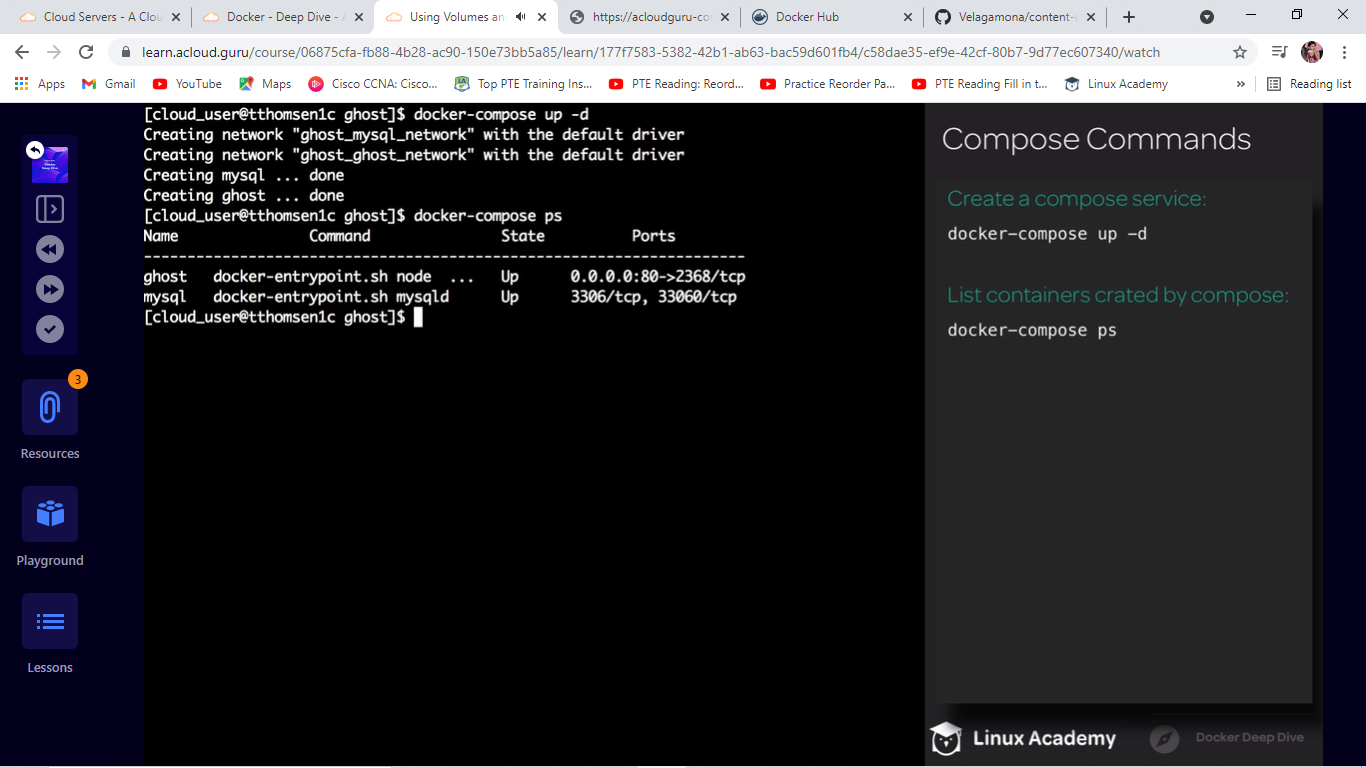 Cloud Servers - A Clou
Docker - Deep Dive - A
Using Volumes an
https://acloudguru-co
Docker Hub
Velagamona/content-
learn.acloud.guru/course/06875cfa-fb88-4b28-ac90-150e73bb5a85/learn/177f7583-5382-42b1-ab63-bac59d601fb4/c58dae35-ef9e-42cf-80b7-9d77ec607340/watch
Apps
Gmail
YouTube
Maps
Cisco CCNA: Cisco...
Top PTE Training Ins...
PTE Reading: Reord...
Practice Reorder Pa...
PTE Reading Fill in t...
Linux Academy
»
Reading list
[cloud_user@tthomsen1c ghost]$ docker-compose up -d
Creating network "ghost_mysql_network" with the default driver
Creating network "ghost_ghost_network" with the default driver
Creating mysql ... done
Creating ghost ... done
[cloud_user@tthomsen1c ghost]$ docker-compose ps
Name Command State Ports
---------------------------------------------------------------------
ghost docker-entrypoint.sh node ... Up 0.0.0.0:80->2368/tcp
mysql docker-entrypoint.sh mysqld Up 3306/tcp, 33060/tcp
[cloud_user@tthomsen1c ghost]$
Docker
Deep Dive
3
Resources
Playground
Lessons
Compose Commands
Create a compose service:
docker-compose up -d
List containers crated by compose:
docker-compose ps
Linux Academy
Docker Deep Dive